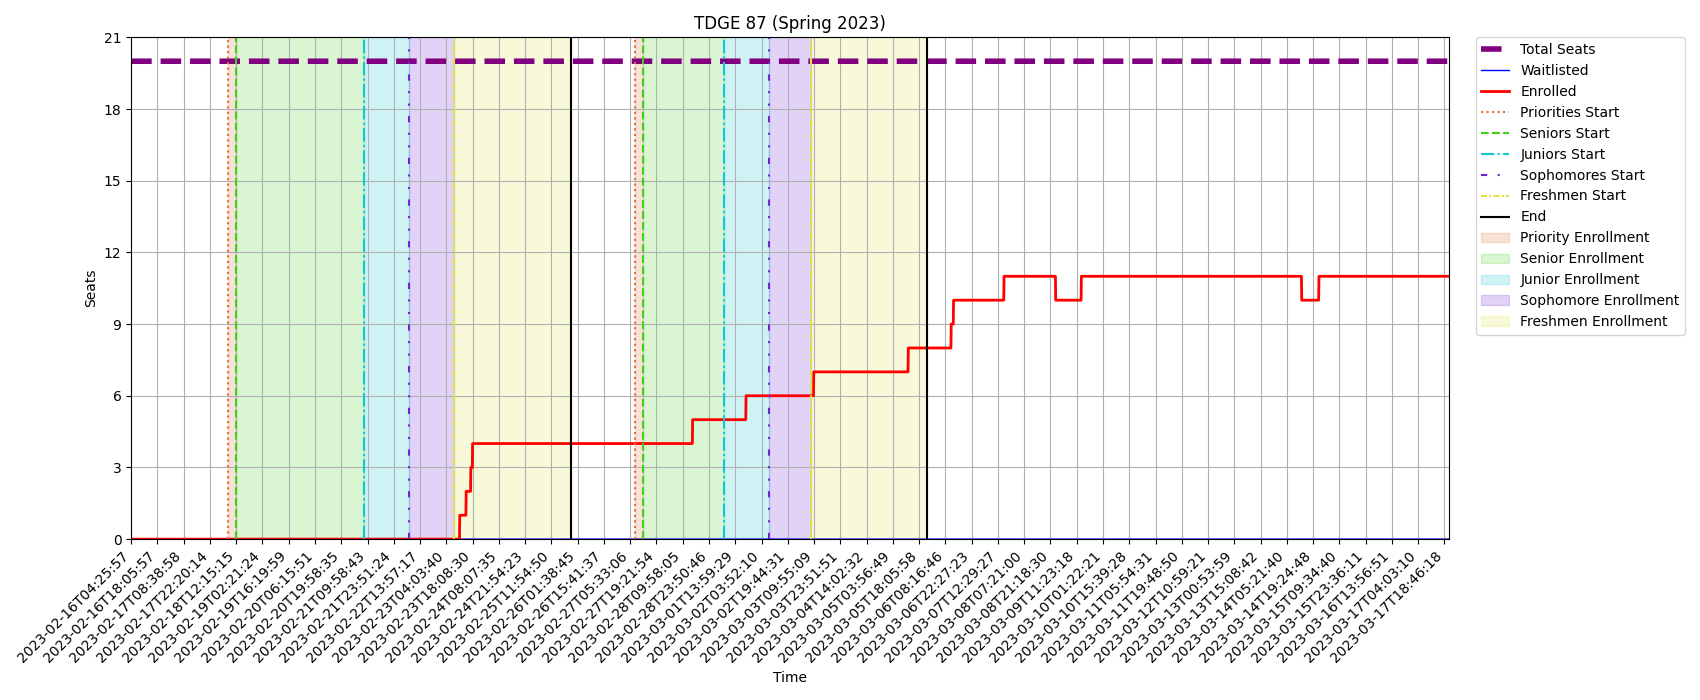 TDGE 87 (Spring 2023)
21
18
15
12
9
6
3
0
Seats
2023-02-16T04:25:57
2023-02-16T18:05:57
2023-02-17T08:38:58
2023-02-17T22:20:14
2023-02-18T12:15:15
2023-02-19T02:21:24
2023-02-19T16:19:59
2023-02-20T06:15:51
2023-02-20T19:58:35
2023-02-21T09:58:43
2023-02-21T23:51:24
2023-02-22T13:57:17
2023-02-23T04:03:40
2023-02-23T18:08:30
2023-02-24T08:07:35
2023-02-24T21:54:23
2023-02-25T11:54:50
2023-02-26T01:38:45
2023-02-26T15:41:37
2023-02-27T05:33:06
2023-02-27T19:21:54
2023-02-28T09:58:05
2023-02-28T23:50:46
2023-03-01T13:59:29
2023-03-02T03:52:10
2023-03-02T19:44:31
2023-03-03T09:55:09
2023-03-03T23:51:51
2023-03-04T14:02:32
2023-03-05T03:56:49
2023-03-05T18:05:58
2023-03-06T08:16:46
2023-03-06T22:27:23
2023-03-07T12:29:27
2023-03-08T07:21:00
2023-03-08T21:18:30
2023-03-09T11:23:18
2023-03-10T01:22:21
2023-03-10T15:39:28
2023-03-11T05:54:31
2023-03-11T19:48:50
2023-03-12T10:59:21
2023-03-13T00:53:59
2023-03-13T15:08:42
2023-03-14T05:21:40
2023-03-14T19:24:48
2023-03-15T09:34:40
2023-03-15T23:36:11
2023-03-16T13:56:51
2023-03-17T04:03:10
2023-03-17T18:46:18
Time
Total Seats
Waitlisted
Enrolled
Priorities Start
Seniors Start
Juniors Start
Sophomores Start
Freshmen Start
End
Priority Enrollment
Senior Enrollment
Junior Enrollment
Sophomore Enrollment
Freshmen Enrollment